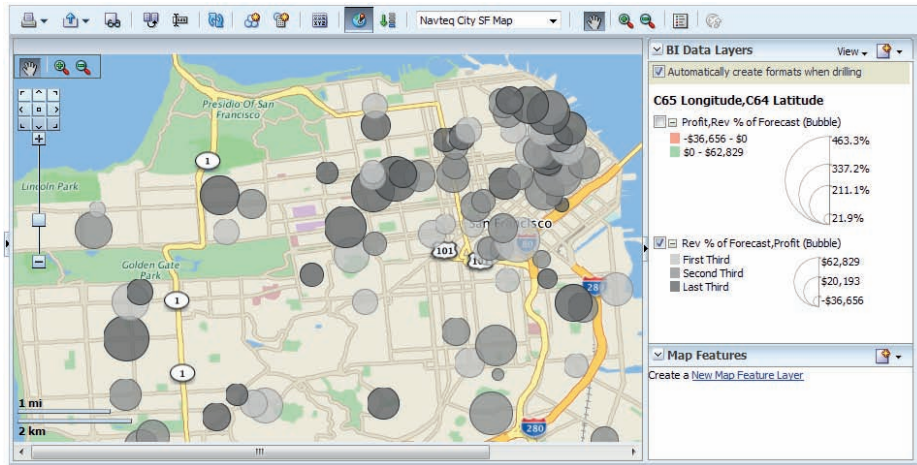 Navteq City SF Map
Presidio Of San
Francisco
1
Lincoln Park
San Francisco
80
101
101
Golden Gate
Park
280
1
1
280
1 mi
2 km
BI Data Layers
View
Automatically create formats when drilling
C65 Longitude,C64 Latitude
Profit,Rev % of Forecast (Bubble)
-$36,656 - $0
$0 - $62,829
463.3%
337.2%
211.1%
21.9%
Rev % of Forecast,Profit (Bubble)
First Third
Second Third
Last Third
$62,829
$20,193
-$36,656
Map Features
Create a New Map Feature Layer